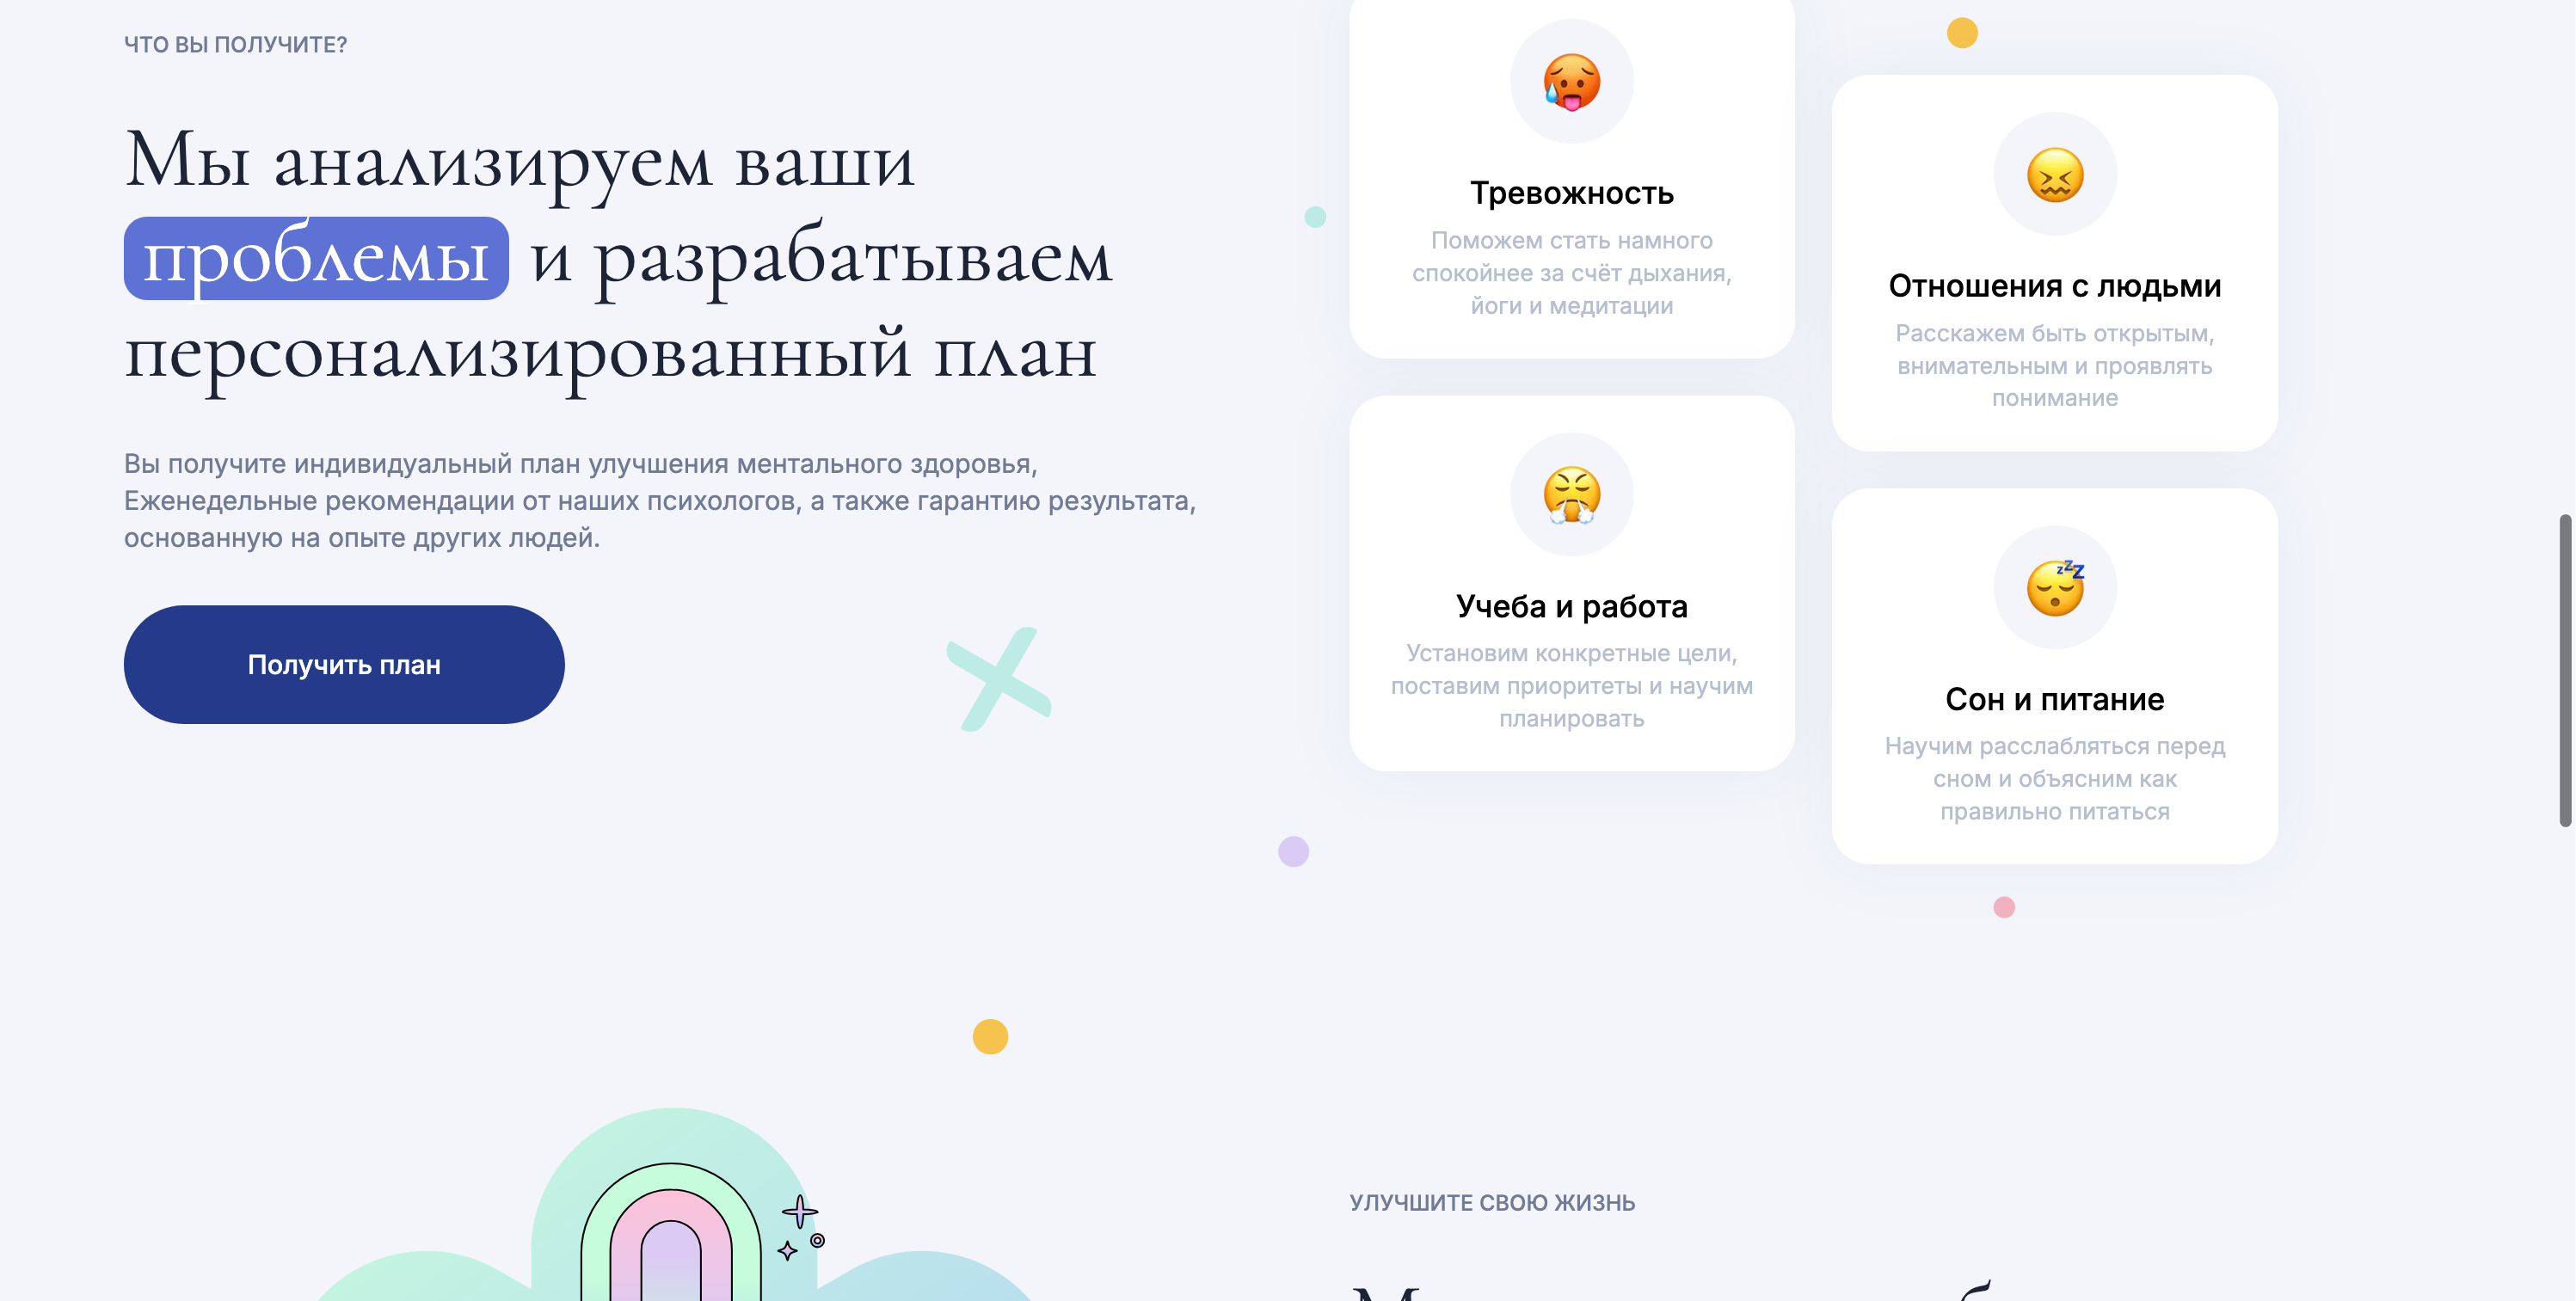 ЧТО ВЫ ПОЛУЧИТЕ?
Мы анализируем ваши
проблемы и разрабатываем
персонализированный план
Вы получите индивидуальный план улучшения ментального здоровья,
Еженедельные рекомендации от наших психологов, а также гарантию результата,
основанную на опыте других людей.
Получить план
Тревожность
Поможем стать намного
спокойнее за счёт дыхания,
йоги и медитации
Отношения с людьми
Расскажем быть открытым,
внимательным и проявлять
понимание
Учеба и работа
Установим конкретные цели,
поставим приоритеты и научим
планировать
Сон и питание
Научим расслабляться перед
сном и объясним как
правильно питаться
УЛУЧШИТЕ СВОЮ ЖИЗНЬ